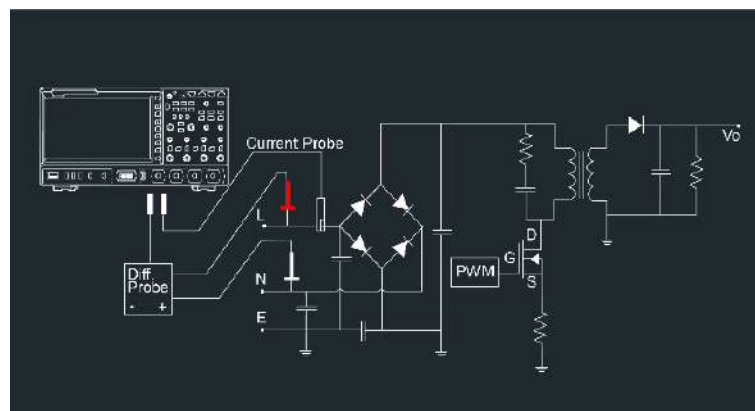 Current Probe
Vo
L
Diff.
Probe
- +
N
E
D
G
PWM
S